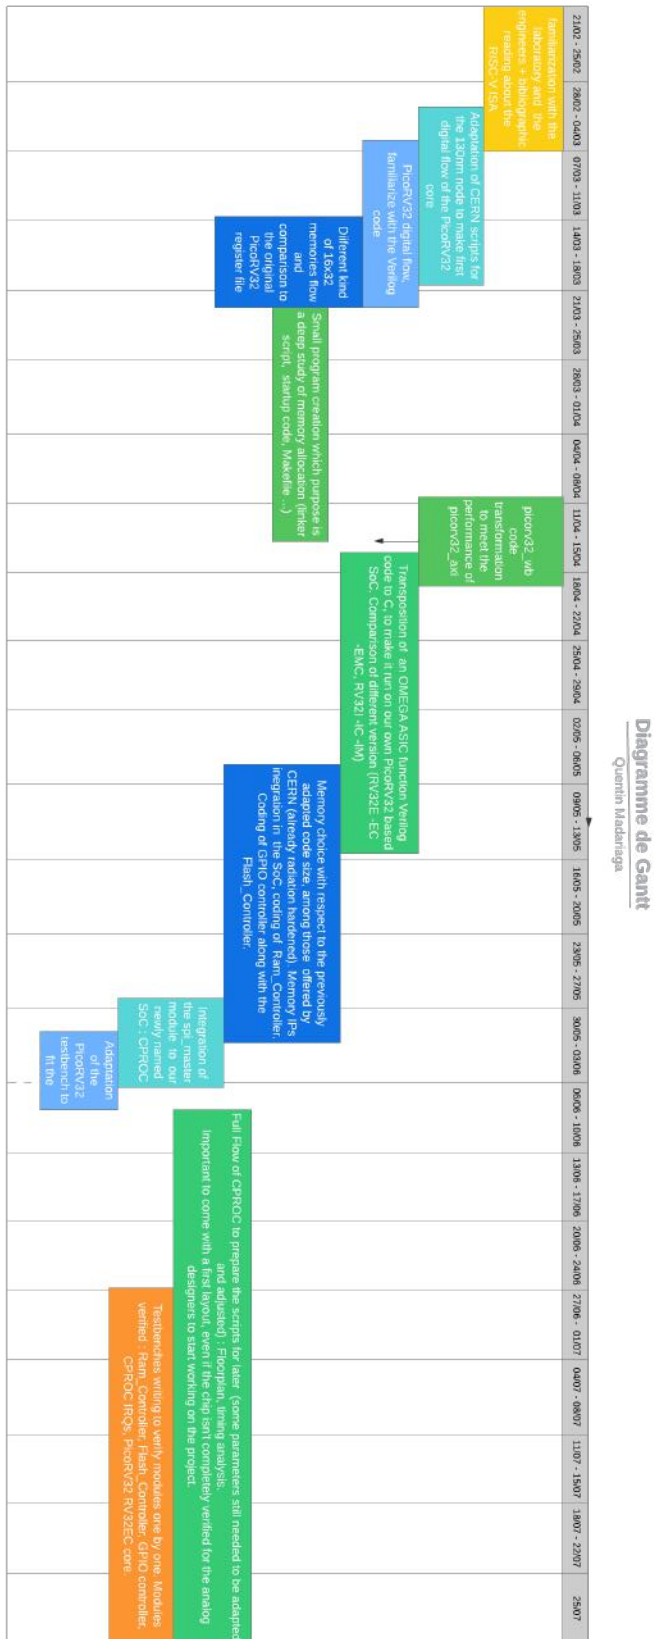 Diagramme de Gantt
Quentin Madariaga
21/02 - 25/02
28/02 - 04/03
07/03 - 11/03
14/03 - 18/03
21/03 - 25/03
28/03 - 01/04
04/04 - 08/04
11/04 - 15/04
18/04 - 22/04
25/04 - 29/04
02/05 - 06/05
09/05 - 13/05
16/05 - 20/05
23/05 - 27/05
30/05 - 03/06
06/06 - 10/06
13/06 - 17/06
20/06 - 24/06
27/06 - 01/07
04/07 - 08/07
11/07 - 15/07
18/07 - 22/07
25/07
familiarization with the
laboratory and the
engineers + bibliographic
reading about the
RISC-V ISA
Adaptation of CERN scripts for
the 130nm node to make first
digital flow of the PicoRV32
core
PicoRV32 digital flow,
familiarize with the Verilog
code
Different kind
of 16x32
memories flow
and
comparison to
the original
PicoRV32
register file
Small program creation which purpose is
a deep study of memory allocation (linker
script, startup code, Makefile ...)
picorv32_wb
code
transformation
to meet the
performance of
picorv32_axi
Transposition of an OMEGA ASIC function Verilog
code to C, to make it run on our own PicoRV32 based
SoC. Comparison of different version (RV32E -EC
-EMC, RV32I -IC -IM)
Memory choice with respect to the previously
adapted code size, among those offered by
CERN (already radiation hardened). Memory IPs
inegration in the SoC, coding of Ram_Controller.
Coding of GPIO controller along with the
Flash_Controller.
Integration of
the spi_master
module to our
newly named
SoC : CPROC
Adaptation
of the
PicoRV32
testbench to
fit the
Full Flow of CPROC to prepare the scripts for later (some parameters still needed to be adapted
and adjusted) : Floorplan, timing analysis.
Important to come with a first layout, even if the chip isn't completely verified for the analog
designers to start working on the project.
Testbenches writing to verify modules one by one. Modules
verified : Ram_Controller, Flash_Controller, GPIO controller,
CPROC IRQs, PicoRV32 RV32EC core.